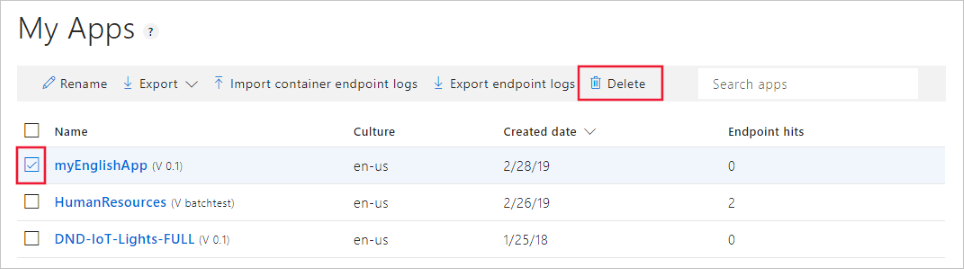 My Apps ?
Rename Export Import container endpoint logs Export endpoint logs Delete Search apps
Name Culture Created date Endpoint hits
myEnglishApp (V 0.1) en-us 2/28/19 0
HumanResources (V batchtest) en-us 2/26/19 2
DND-IoT-Lights-FULL (V 0.1) en-us 1/25/18 0